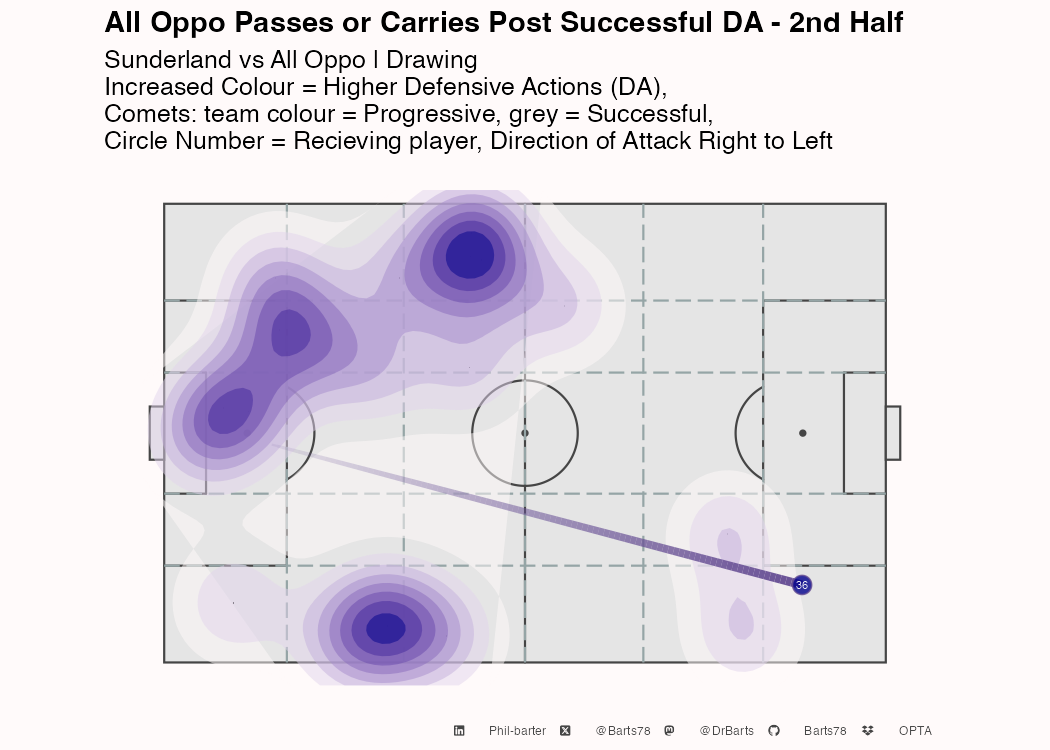 All Oppo Passes or Carries Post Successful DA - 2nd Half
Sunderland vs All Oppo | Drawing
Increased Colour = Higher Defensive Actions (DA),
Comets: team colour = Progressive, grey = Successful,
Circle Number = Recieving player, Direction of Attack Right to Left
36
Phil-barter @Barts78 @DrBarts Barts78 OPTA